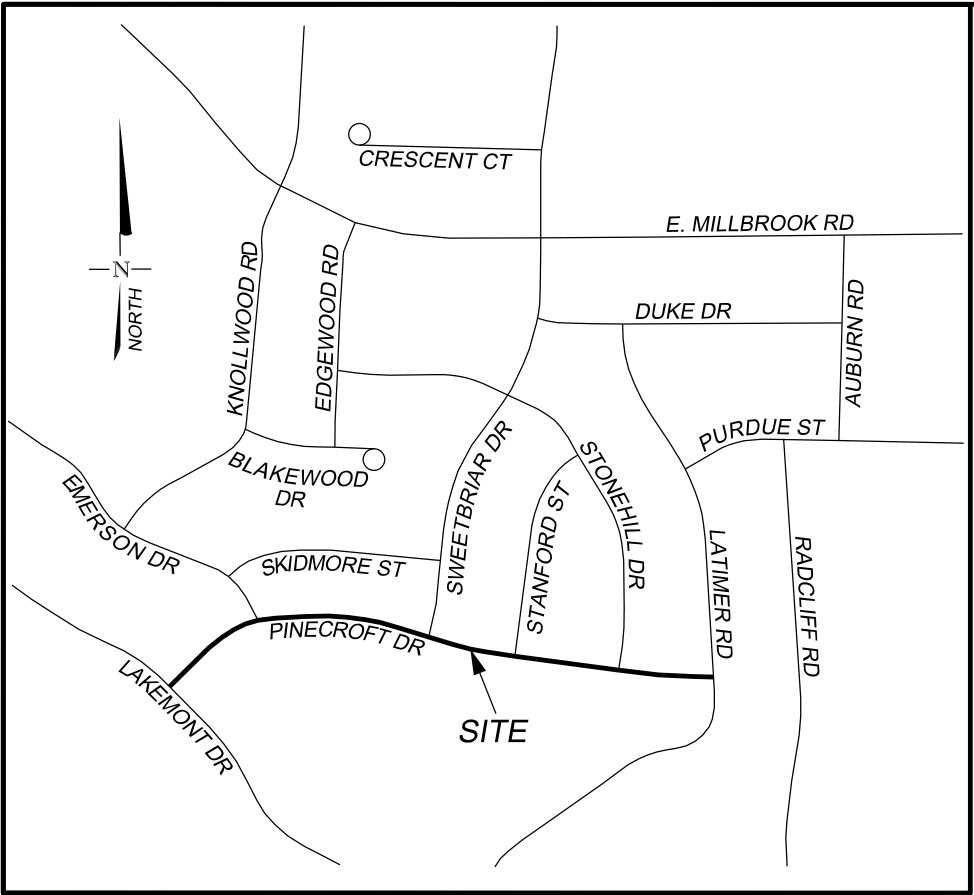 CRESCENT CT
E. MILLBROOK RD
N
NORTH
KNOLLWOOD RD
EDGEWOOD RD
DUKE DR
AUBURN RD
PURDUE ST
BLAKEWOOD
DR
SWEETBRIAR DR
STONEHILL DR
STANFORD ST
EMERSON DR
SKIDMORE ST
LATIMER RD
RADCLIFF RD
PINECROFT DR
LAKEMONT DR
SITE